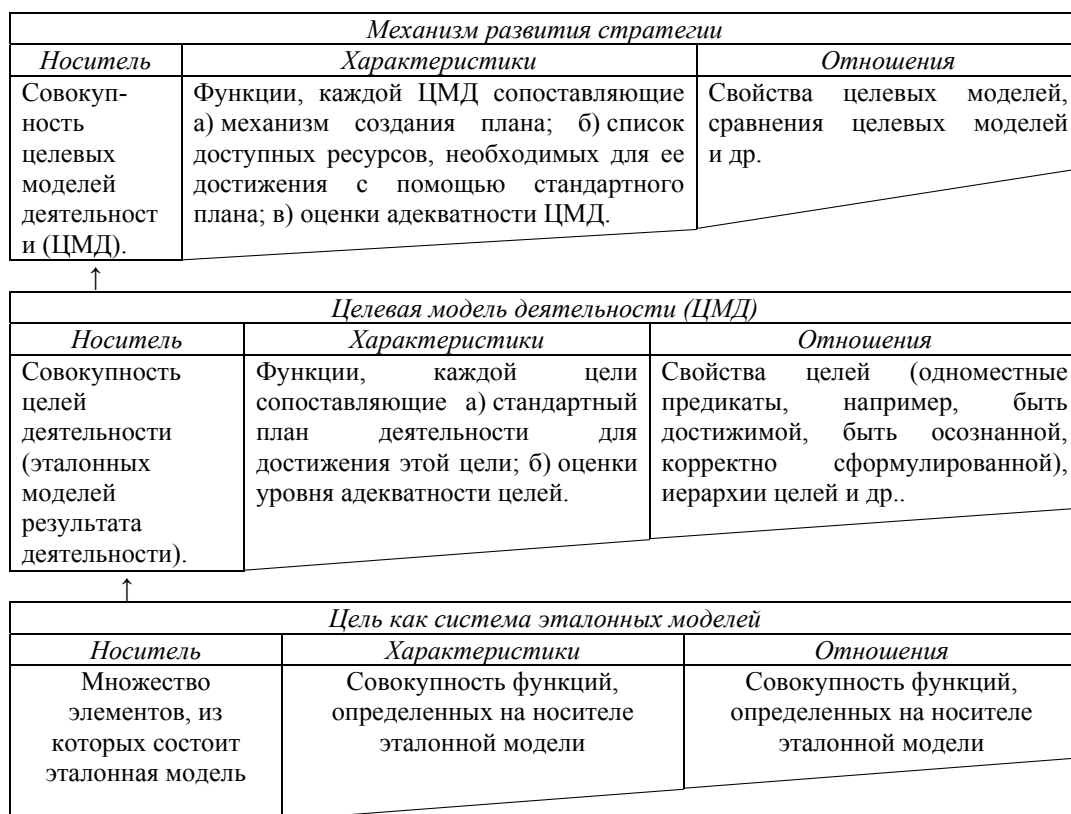 Механизм развития стратегии
Носитель
Характеристики
Отношения
Совокуп-
ность
целевых
моделей
деятельност
и (ЦМД).
Функции, каждой ЦМД сопоставляющие
а) механизм создания плана; б) список
доступных ресурсов, необходимых для ее
достижения с помощью стандартного
плана; в) оценки адекватности ЦМД.
Свойства целевых моделей,
сравнения целевых моделей
и др.
↑
Целевая модель деятельности (ЦМД)
Носитель
Характеристики
Отношения
Совокупность
целей
деятельности
(эталонных
моделей
результата
деятельности).
Функции, каждой цели
сопоставляющие а) стандартный
план деятельности для
достижения этой цели; б) оценки
уровня адекватности целей.
Свойства целей (одноместные
предикаты, например, быть
достижимой, быть осознанной,
корректно сформулированной),
иерархии целей и др..
↑
Цель как система эталонных моделей
Носитель
Характеристики
Отношения
Множество
элементов, из
которых состоит
эталонная модель
Совокупность функций,
определенных на носителе
эталонной модели
Совокупность функций,
определенных на носителе
эталонной модели